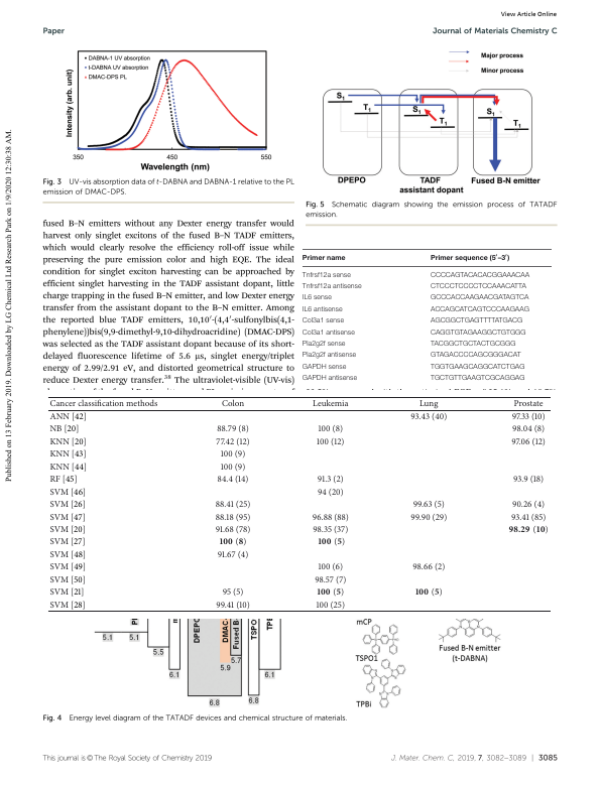 View Article Online
Paper
Journal of Materials Chemistry C
Published on 13 February 2019. Downloaded by LG Chemical Ltd Research Park on 1/9/2020 12:30:38 AM.
DABNA-1 UV absorption
t-DABNA UV absorption
DMAC-DPS PL
Intensity (arb. unit)
350
450
550
Wavelength (nm)
Fig. 3 UV–vis absorption data of t-DABNA and DABNA-1 relative to the PL
emission of DMAC-DPS.
Major process
Minor process
S1
T1
S1
T1
S1
T1
DPEPO
TADF
assistant dopant
Fused B-N emitter
Fig. 5 Schematic diagram showing the emission process of TATADF
emission.
fused B–N emitters without any Dexter energy transfer would
harvest only singlet excitons of the fused B–N TADF emitters,
which would clearly resolve the efficiency roll-off issue while
preserving the pure emission color and high EQE. The ideal
condition for singlet exciton harvesting can be approached by
efficient singlet harvesting in the TADF assistant dopant, little
charge trapping in the fused B–N emitter, and low Dexter energy
transfer from the assistant dopant to the B–N emitter. Among
the reported blue TADF emitters, 10,10′-(4,4′-sulfonylbis(4,1-
phenylene))bis(9,9-dimethyl-9,10-dihydroacridine) (DMAC-DPS)
was selected as the TADF assistant dopant because of its short-
delayed fluorescence lifetime of 5.6 μs, singlet energy/triplet
energy of 2.99/2.91 eV, and distorted geometrical structure to
reduce Dexter energy transfer.38 The ultraviolet-visible (UV-vis)
Primer name Primer sequence (5′–3′)
Tnfrsf12a sense CCCCAGTACACACGGAAACAA
Tnfrsf12a antisense CTCCCTCCCCTCCAAACATTA
IL6 sense GCCCACCAAGAACGATAGTCA
IL6 antisense ACCAGCATCAGTCCCAAGAAG
Col3a1 sense AGCGGCTGAGTTTTATGACG
Col3a1 antisense CAGGTGTAGAAGGCTGTGGG
Pla2g2f sense TACGGCTGCTACTGCGGG
Pla2g2f antisense GTAGACCCCAGCGGGACAT
GAPDH sense TGGTGAAGCAGGCATCTGAG
GAPDH antisense TGCTGTTGAAGTCGCAGGAG
Cancer classification methods Colon Leukemia Lung Prostate
ANN [42] 93.43 (40) 97.33 (10)
NB [20] 88.79 (8) 100 (8) 98.04 (8)
KNN [20] 77.42 (12) 100 (12) 97.06 (12)
KNN [43] 100 (9)
KNN [44] 100 (9)
RF [45] 84.4 (14) 91.3 (2) 93.9 (18)
SVM [46] 94 (20)
SVM [26] 88.41 (25) 99.63 (5) 90.26 (4)
SVM [47] 88.18 (95) 96.88 (88) 99.90 (29) 93.41 (85)
SVM [20] 91.68 (78) 98.35 (37) 98.29 (10)
SVM [27] 100 (8) 100 (5)
SVM [48] 91.67 (4)
SVM [49] 100 (6) 98.66 (2)
SVM [50] 98.57 (7)
SVM [21] 95 (5) 100 (5) 100 (5)
SVM [28] 99.41 (10) 100 (25)
5.1
5.1
5.5
6.1
DPEPO
DMAC-
Fused B-
TSPO
5.7
5.9
6.1
6.8
6.8
mCP
TSPO1
TPBi
Fused B-N emitter
(t-DABNA)
Fig. 4 Energy level diagram of the TATADF devices and chemical structure of materials.
This journal is © The Royal Society of Chemistry 2019
J. Mater. Chem. C, 2019, 7, 3082–3089 | 3085